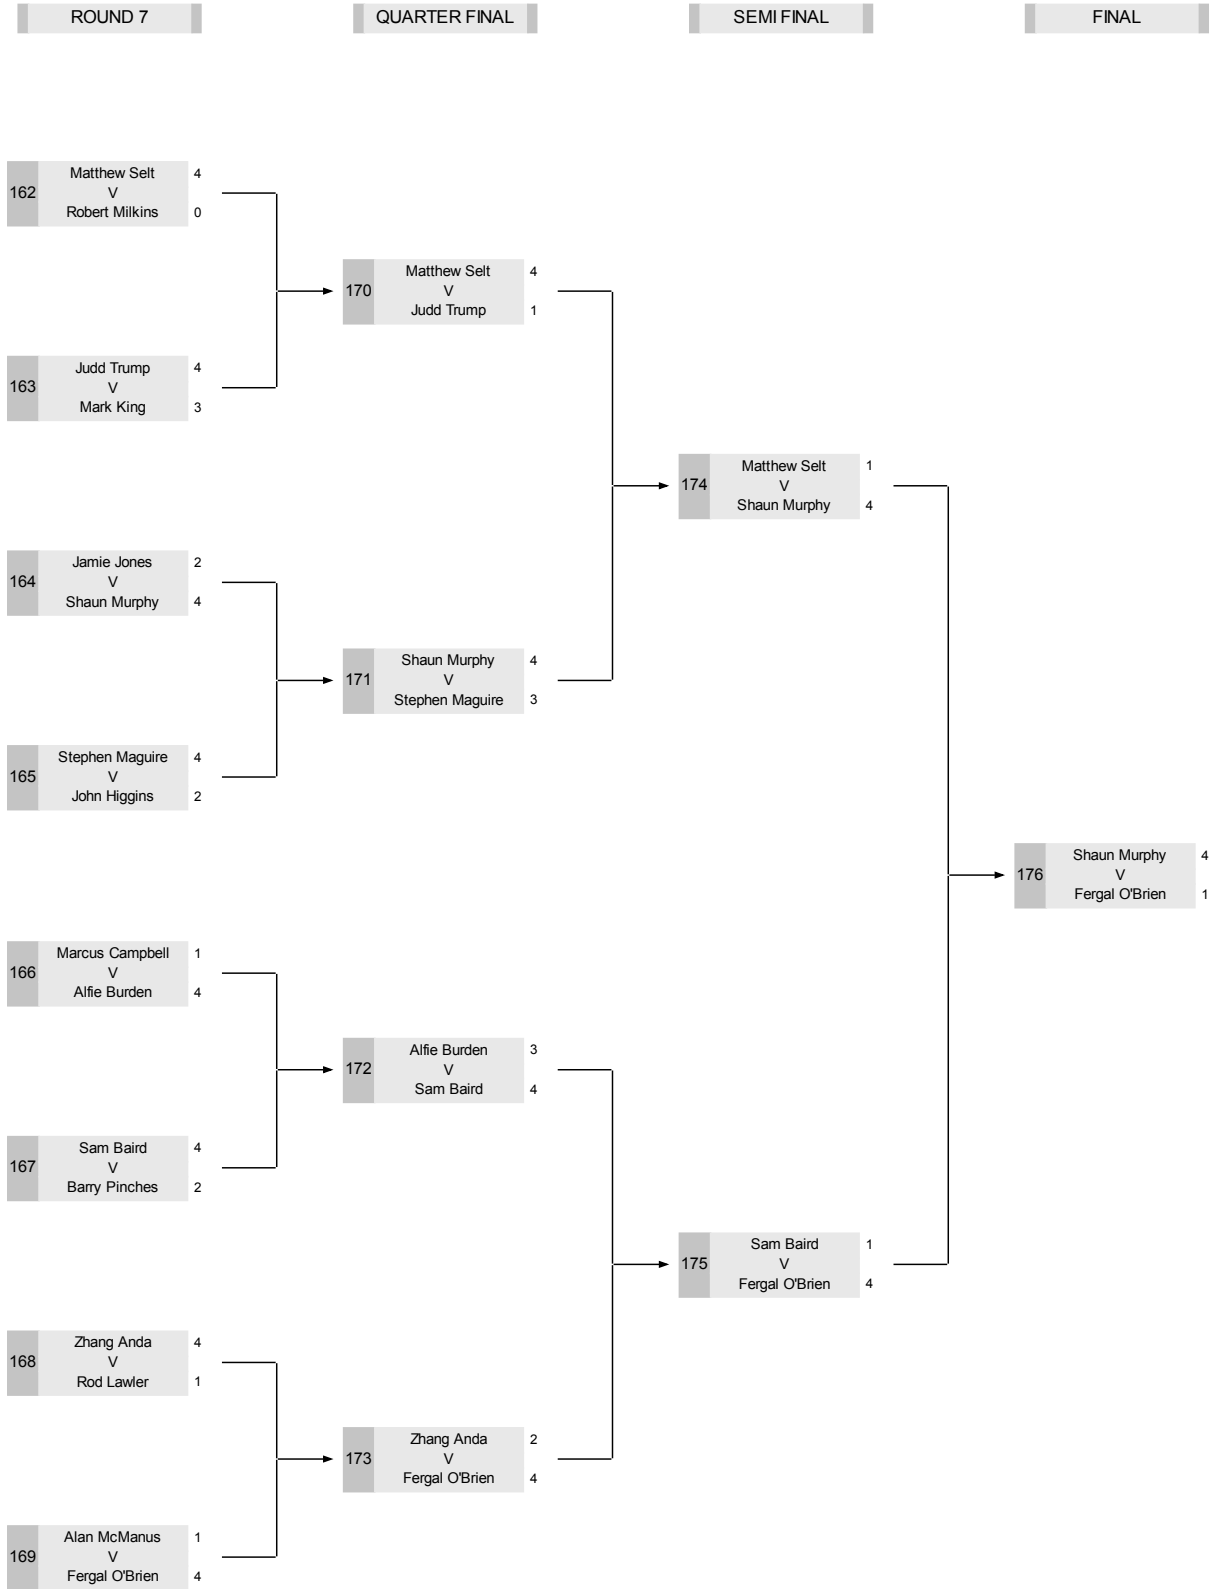 ROUND 7
QUARTER FINAL
SEMI FINAL
FINAL
162
Matthew Selt 4
V
Robert Milkins 0
163
Judd Trump 4
V
Mark King 3
164
Jamie Jones 2
V
Shaun Murphy 4
165
Stephen Maguire 4
V
John Higgins 2
166
Marcus Campbell 1
V
Alfie Burden 4
167
Sam Baird 4
V
Barry Pinches 2
168
Zhang Anda 4
V
Rod Lawler 1
169
Alan McManus 1
V
Fergal O'Brien 4
170
Matthew Selt 4
V
Judd Trump 1
171
Shaun Murphy 4
V
Stephen Maguire 3
172
Alfie Burden 3
V
Sam Baird 4
173
Zhang Anda 2
V
Fergal O'Brien 4
174
Matthew Selt 1
V
Shaun Murphy 4
175
Sam Baird 1
V
Fergal O'Brien 4
176
Shaun Murphy 4
V
Fergal O'Brien 1